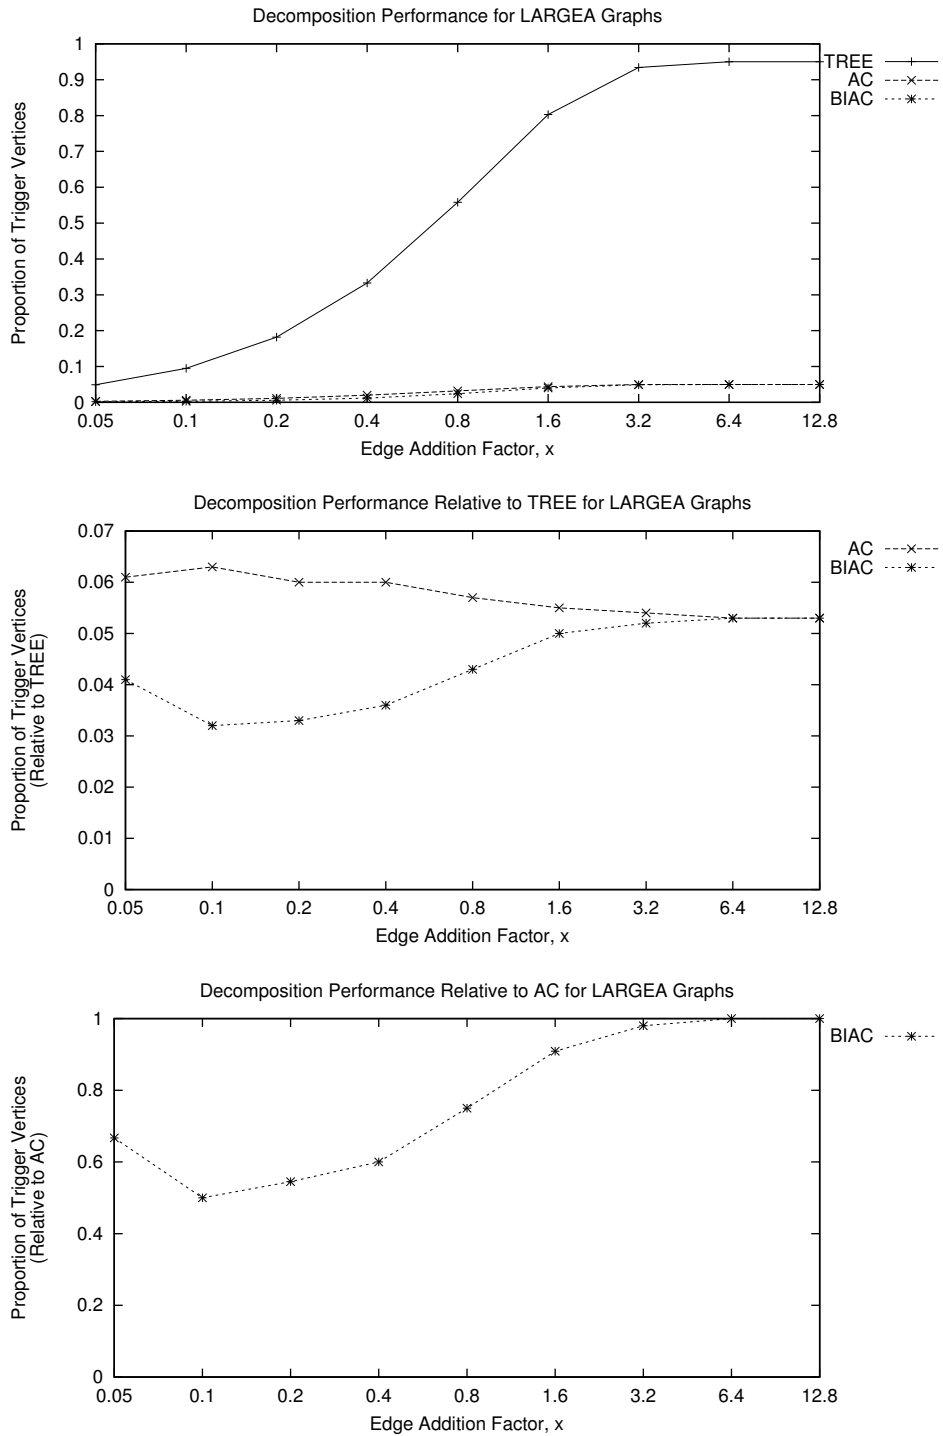 Decomposition Performance for LARGEA Graphs
1
0.9
0.8
0.7
0.6
0.5
0.4
0.3
0.2
0.1
0
Proportion of Trigger Vertices
TREE
AC
BIAC
0.05 0.1 0.2 0.4 0.8 1.6 3.2 6.4 12.8
Edge Addition Factor, x
Decomposition Performance Relative to TREE for LARGEA Graphs
0.07
0.06
0.05
0.04
0.03
0.02
0.01
0
Proportion of Trigger Vertices
(Relative to TREE)
AC
BIAC
0.05 0.1 0.2 0.4 0.8 1.6 3.2 6.4 12.8
Edge Addition Factor, x
Decomposition Performance Relative to AC for LARGEA Graphs
1
0.8
0.6
0.4
0.2
0
Proportion of Trigger Vertices
(Relative to AC)
BIAC
0.05 0.1 0.2 0.4 0.8 1.6 3.2 6.4 12.8
Edge Addition Factor, x